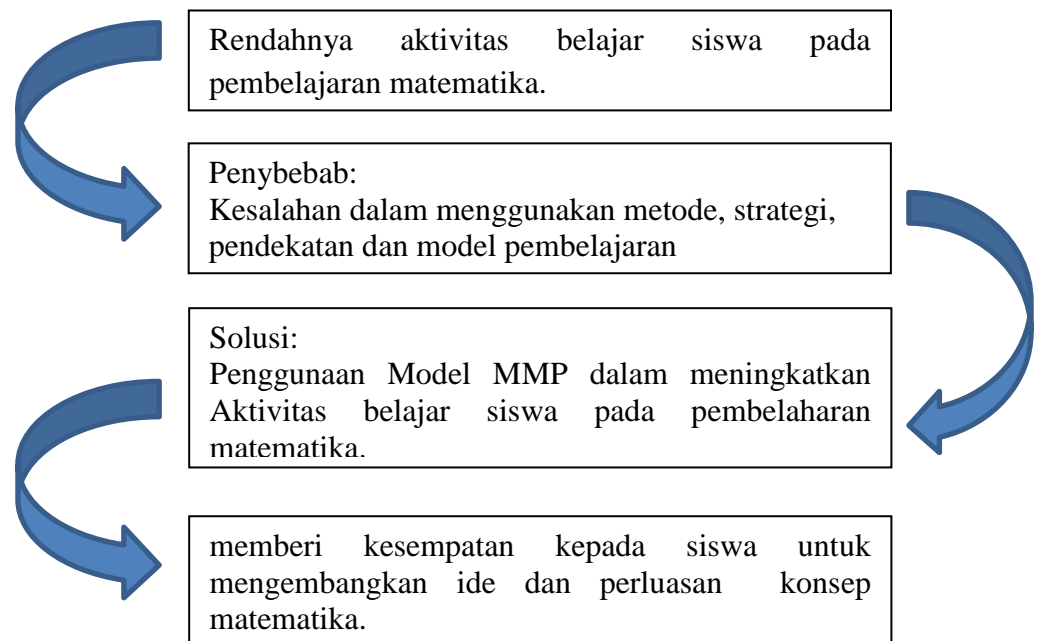 Rendahnya aktivitas belajar siswa pada
pembelajaran matematika.
Penybebab:
Kesalahan dalam menggunakan metode, strategi,
pendekatan dan model pembelajaran
Solusi:
Penggunaan Model MMP dalam meningkatkan
Aktivitas belajar siswa pada pembelaharan
matematika.
memberi kesempatan kepada siswa untuk
mengembangkan ide dan perluasan konsep
matematika.